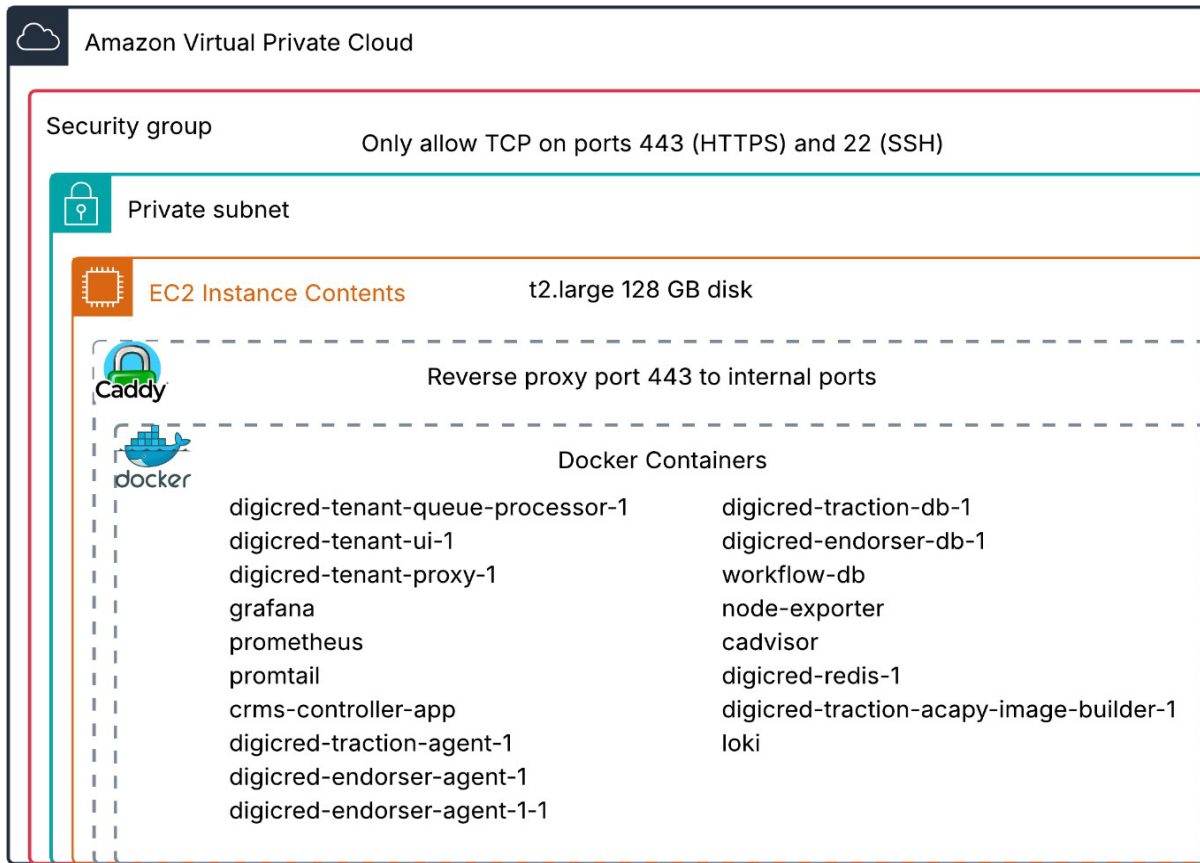 Amazon Virtual Private Cloud
Security group
Only allow TCP on ports 443 (HTTPS) and 22 (SSH)
Private subnet
EC2 Instance Contents
t2.large 128 GB disk
Caddy
Reverse proxy port 443 to internal ports
docker
Docker Containers
digicred-tenant-queue-processor-1
digicred-tenant-ui-1
digicred-tenant-proxy-1
grafana
prometheus
promtail
crms-controller-app
digicred-traction-agent-1
digicred-endorser-agent-1
digicred-endorser-agent-1-1
digicred-traction-db-1
digicred-endorser-db-1
workflow-db
node-exporter
cadvisor
digicred-redis-1
digicred-traction-acapy-image-builder-1
loki